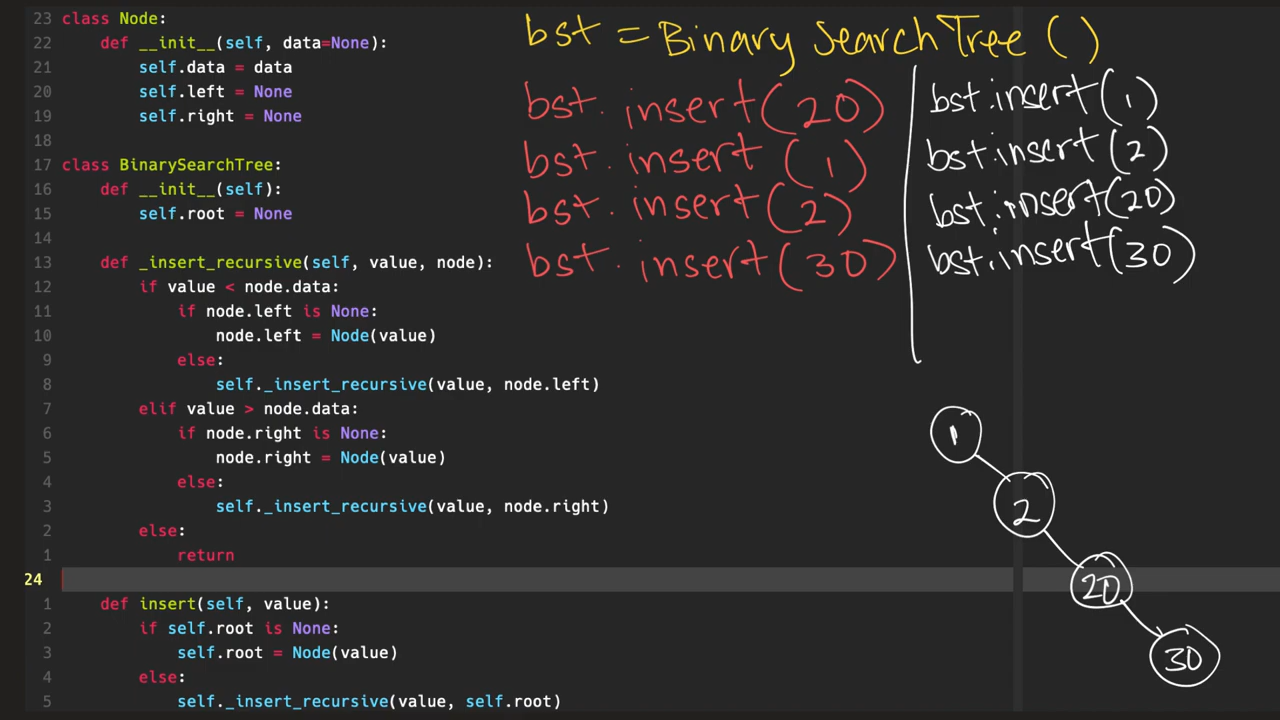 23 class Node:
22 def __init__(self, data=None):
21 self.data = data
20 self.left = None
19 self.right = None
18
17 class BinarySearchTree:
16 def __init__(self):
15 self.root = None
14
13 def _insert_recursive(self, value, node):
12 if value < node.data:
11 if node.left is None:
10 node.left = Node(value)
9 else:
8 self._insert_recursive(value, node.left)
7 elif value > node.data:
6 if node.right is None:
5 node.right = Node(value)
4 else:
3 self._insert_recursive(value, node.right)
2 else:
1 return
24
1 def insert(self, value):
2 if self.root is None:
3 self.root = Node(value)
4 else:
5 self._insert_recursive(value, self.root)
bst = Binary SearchTree ()
bst. insert(20)
bst. insert (1)
bst. insert(2)
bst. insert(30)
bst.insert(1)
bst.insert(2)
bst.insert(20)
bst.insert(30)
1
2
20
30